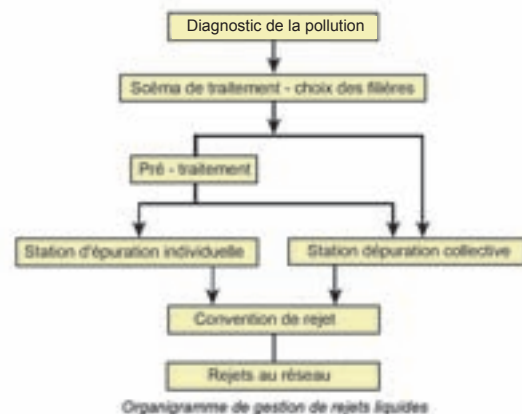 Diagnostic de la pollution
Scéma de traitement - choix des filières
Pré - traitement
Station d'épuration individuelle
Station dépuration collective
Convention de rejet
Rejets au réseau
Organigramme de gestion de rejets liquides